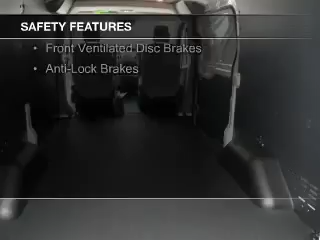 SAFETY FEATURES
• Front Ventilated Disc Brakes
• Anti-Lock Brakes